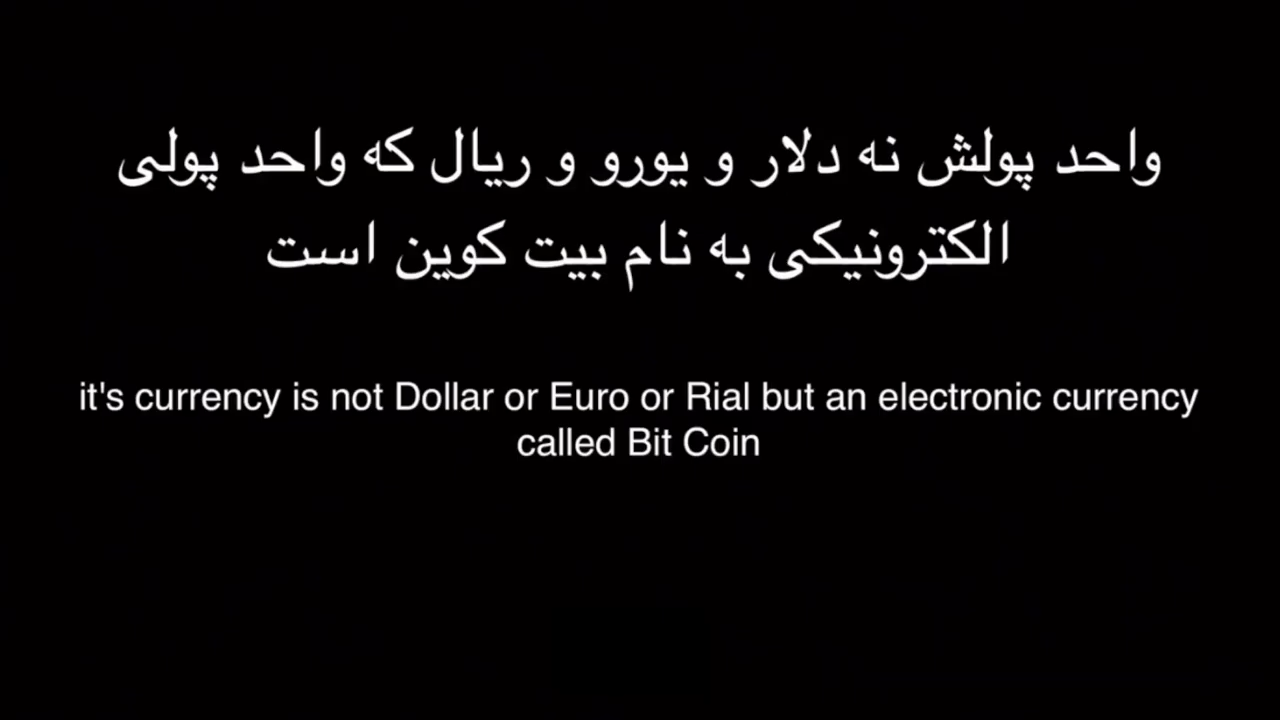 واحد پولش نه دلار و یورو و ریال که واحد پولی
الکترونیکی به نام بیت کوین است
it's currency is not Dollar or Euro or Rial but an electronic currency
called Bit Coin